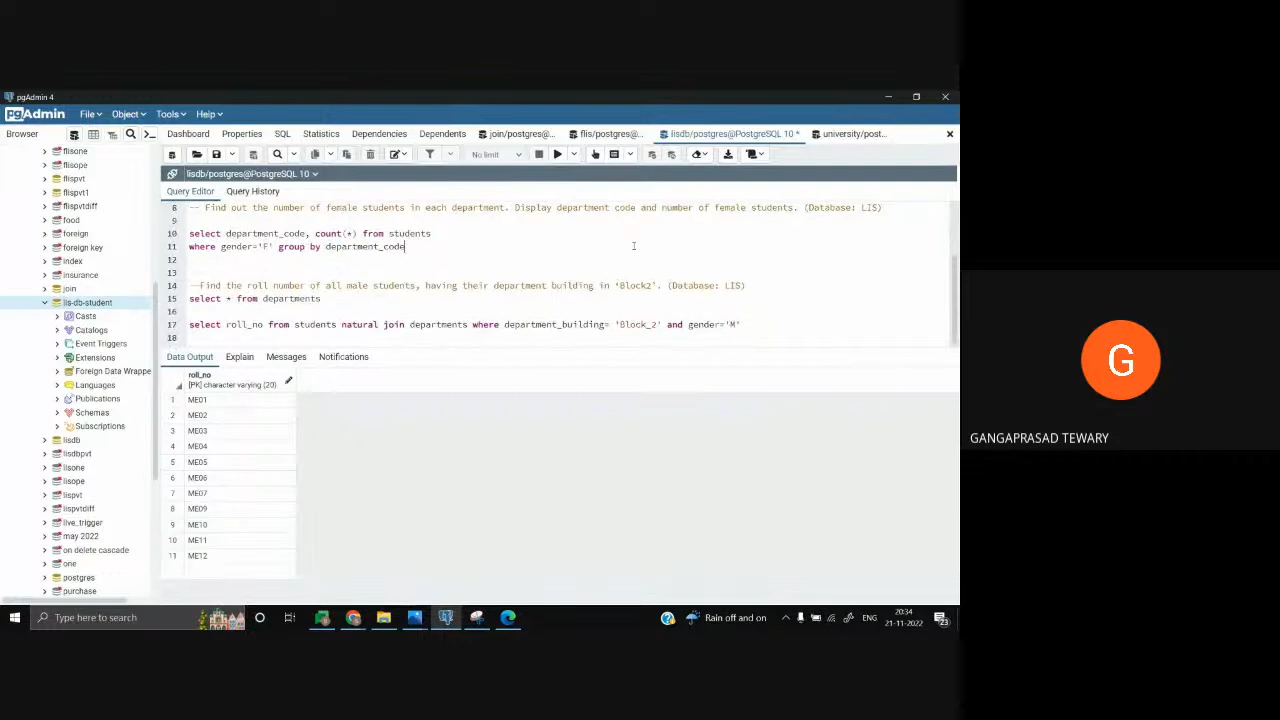 pgAdmin 4
pgAdmin File Object Tools Help
Browser Dashboard Properties SQL Statistics Dependencies Dependents join/postgres@... flis/postgres@... lisdb/postgres@PostgreSQL 10 * university/post...
No limit
lisdb/postgres@PostgreSQL 10
Query Editor Query History
8 -- Find out the number of female students in each department. Display department code and number of female students. (Database: LIS)
9
10 select department_code, count(*) from students
11 where gender='F' group by department_code
12
13
14 --Find the roll number of all male students, having their department building in ‘Block2’. (Database: LIS)
15 select * from departments
17 select roll_no from students natural join departments where department_building= 'Block_2' and gender='M'
18
Data Output Explain Messages Notifications
roll_no
[PK] character varying (20)
1 ME01
2 ME02
3 ME03
4 ME04
5 ME05
6 ME06
7 ME07
8 ME09
9 ME10
10 ME11
11 ME12
flisone
flisope
flispvt
flispvt1
flispvtdiff
food
foreign
foreign key
index
insurance
join
lis-db-student
Casts
Catalogs
Event Triggers
Extensions
Foreign Data Wrappe
Languages
Publications
Schemas
Subscriptions
lisdb
lisdbpvt
lisone
lisope
lispvt
lispvtdiff
live_trigger
may 2022
on delete cascade
one
postgres
purchase
G
GANGAPRASAD TEWARY
Type here to search
Rain off and on
ENG
20:34
21-11-2022
23